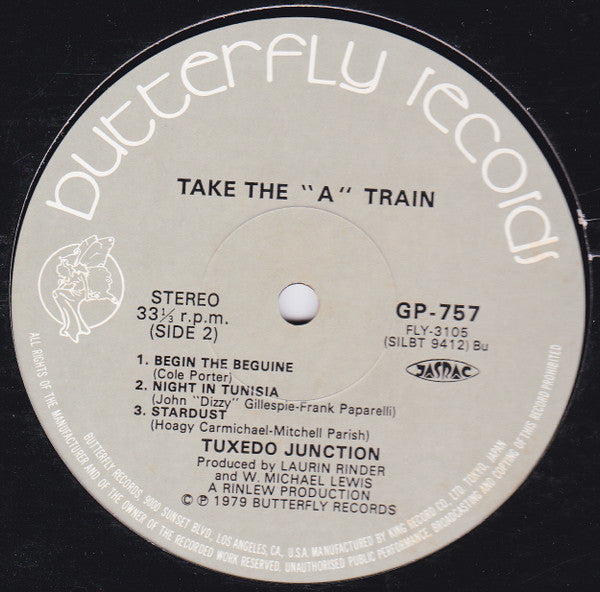 butterfly records
TAKE THE "A" TRAIN
STEREO
33⅓ r.p.m.
(SIDE 2)
GP-757
FLY-3105
(SILBT 9412) Bu
JASRAC
1. BEGIN THE BEGUINE
(Cole Porter)
2. NIGHT IN TUNISIA
(John "Dizzy" Gillespie-Frank Paparelli)
3. STARDUST
(Hoagy Carmichael-Mitchell Parish)
TUXEDO JUNCTION
Produced by LAURIN RINDER
and W. MICHAEL LEWIS
A RINLEW PRODUCTION
© ℗ 1979 BUTTERFLY RECORDS
BUTTERFLY RECORDS 9000 SUNSET BLVD, LOS ANGELES, CA, U.S.A. MANUFACTURED BY KING RECORD CO. LTD. TOKYO, JAPAN
ALL RIGHTS OF THE MANUFACTURER AND OF THE OWNER OF THE RECORDED WORK RESERVED. UNAUTHORISED PUBLIC PERFORMANCE, BROADCASTING AND COPYING OF THIS RECORD PROHIBITED